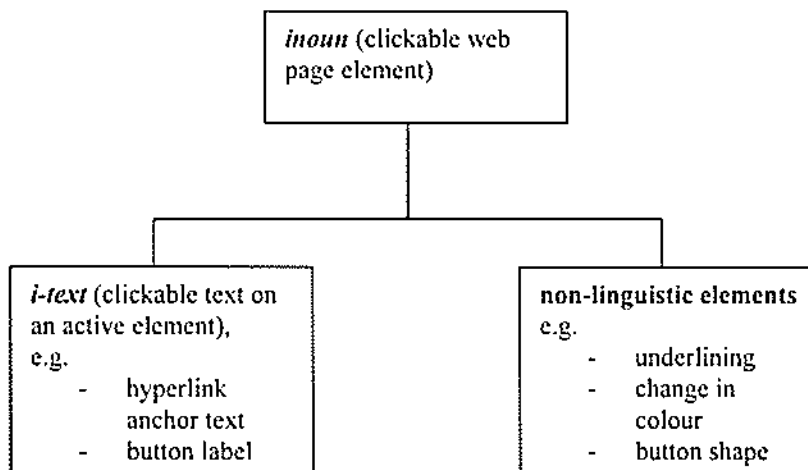 inoun (clickable web
page element)
i-text (clickable text on
an active element),
e.g.
- hyperlink
anchor text
- button label
non-linguistic elements
e.g.
- underlining
- change in
colour
- button shape